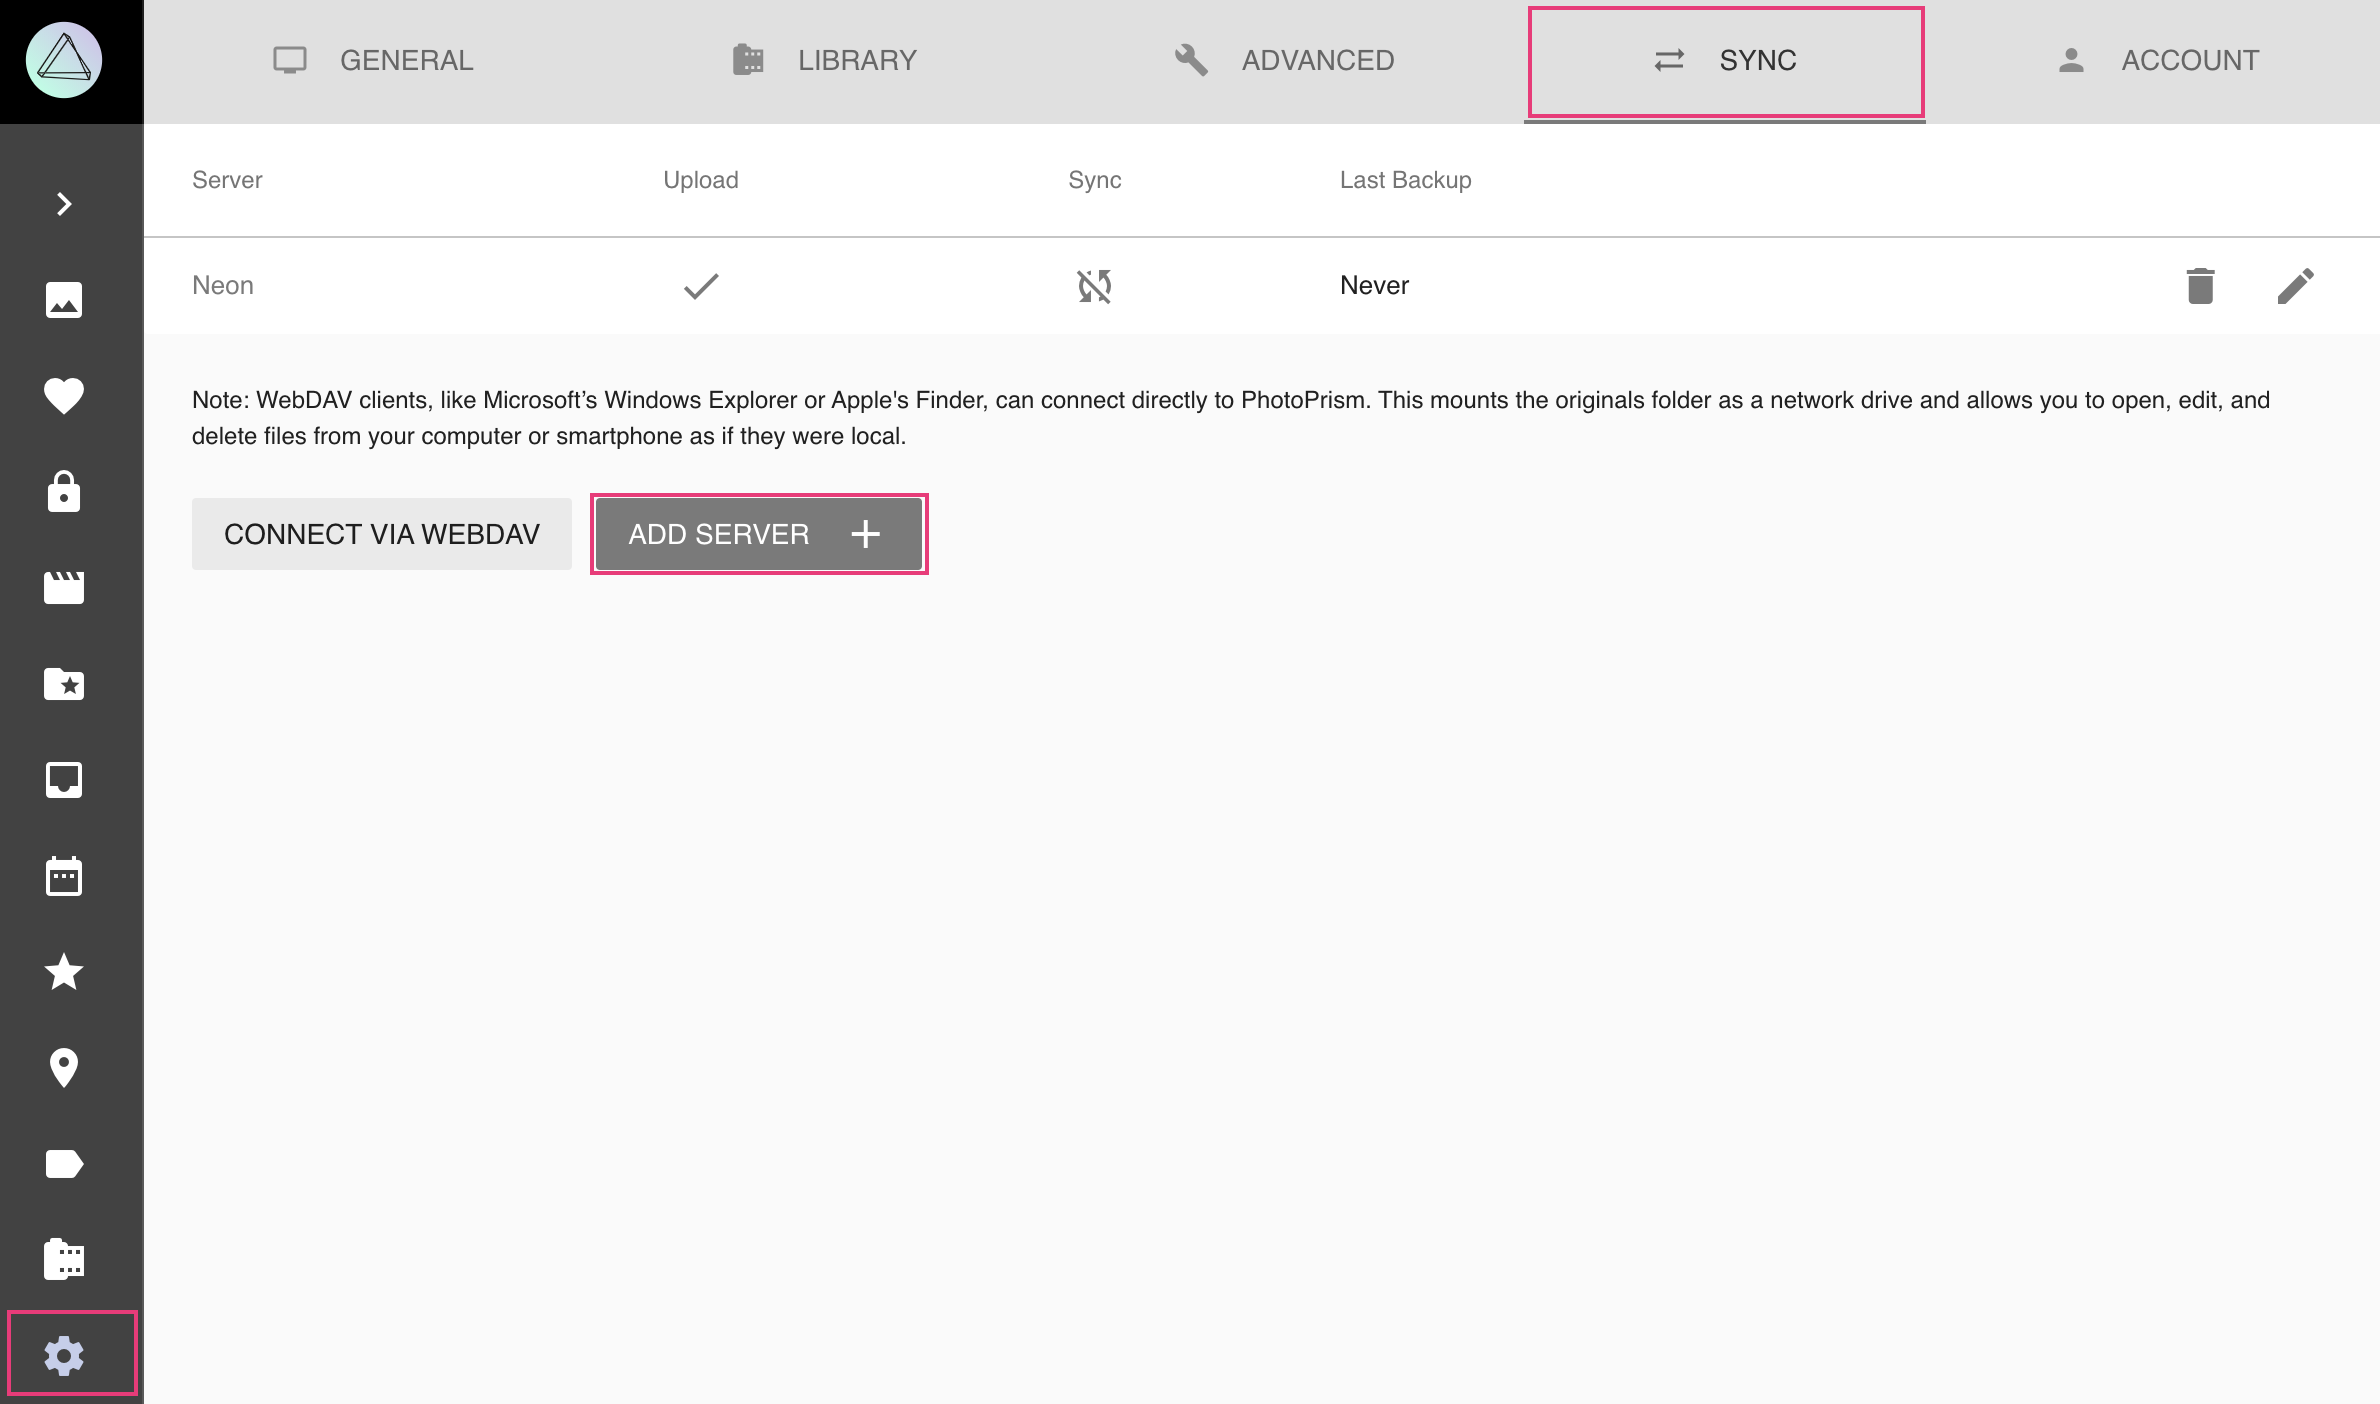 GENERAL
LIBRARY
ADVANCED
SYNC
ACCOUNT
Server
Upload
Sync
Last Backup
Neon
Never
Note: WebDAV clients, like Microsoft’s Windows Explorer or Apple's Finder, can connect directly to PhotoPrism. This mounts the originals folder as a network drive and allows you to open, edit, and
delete files from your computer or smartphone as if they were local.
CONNECT VIA WEBDAV
ADD SERVER